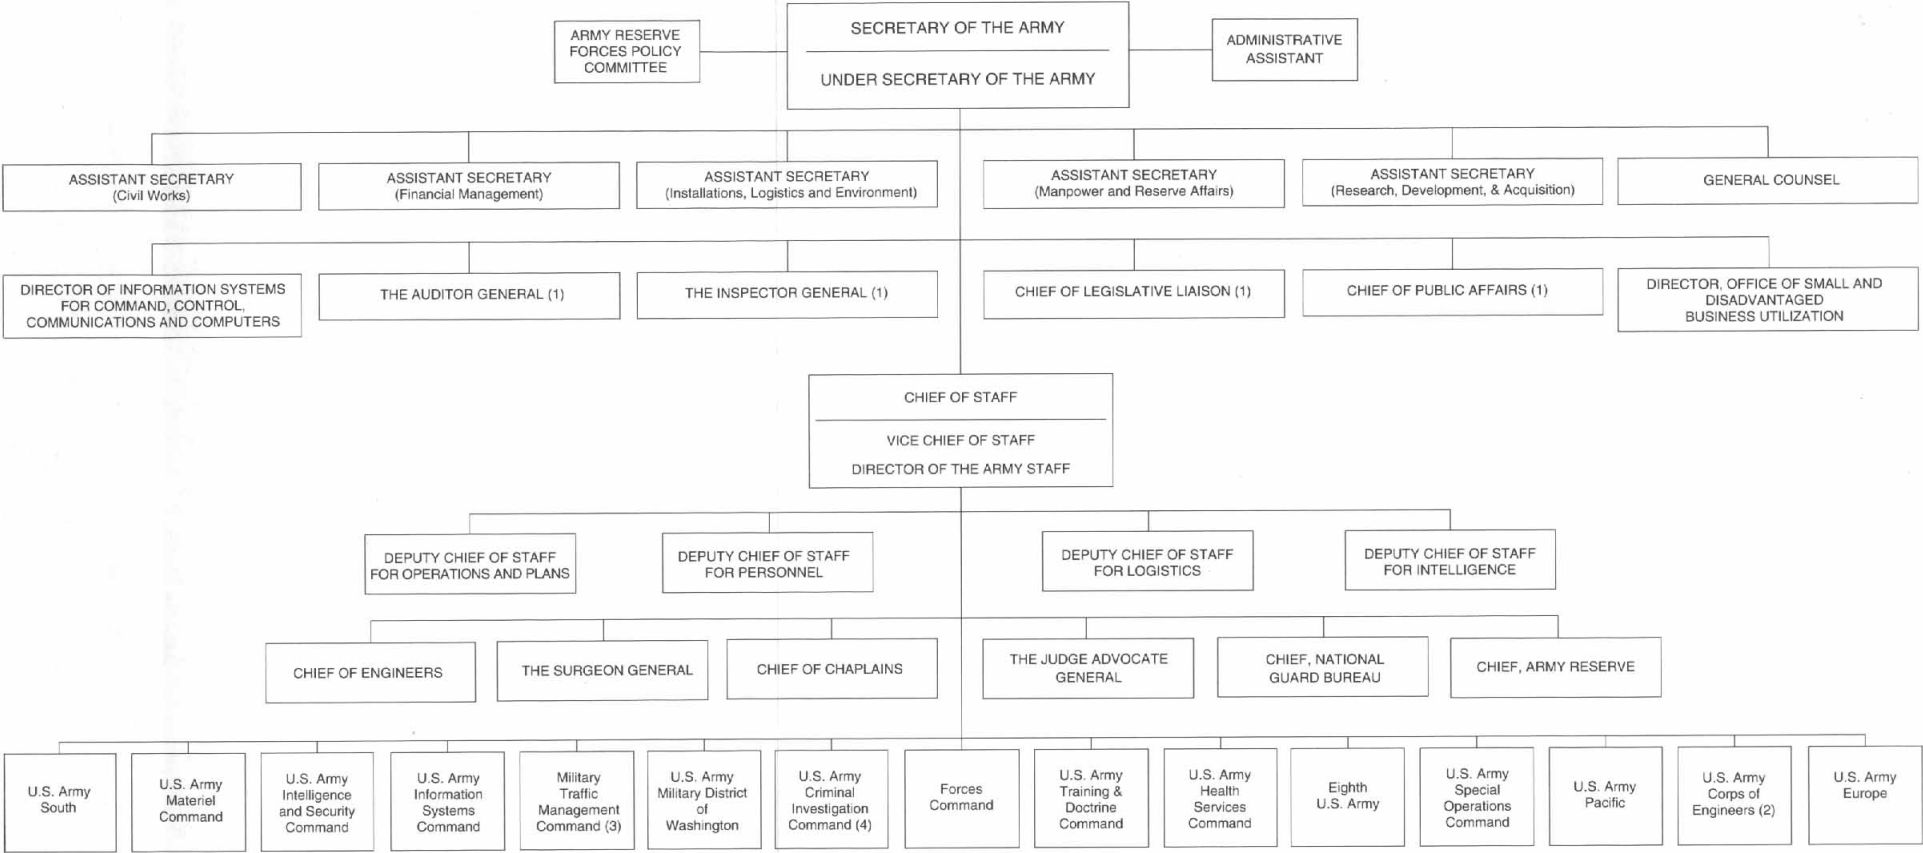 ARMY RESERVE
FORCES POLICY
COMMITTEE
SECRETARY OF THE ARMY
UNDER SECRETARY OF THE ARMY
ADMINISTRATIVE
ASSISTANT
ASSISTANT SECRETARY
(Civil Works)
ASSISTANT SECRETARY
(Financial Management)
ASSISTANT SECRETARY
(Installations, Logistics and Environment)
ASSISTANT SECRETARY
(Manpower and Reserve Affairs)
ASSISTANT SECRETARY
(Research, Development, & Acquisition)
GENERAL COUNSEL
DIRECTOR OF INFORMATION SYSTEMS
FOR COMMAND, CONTROL,
COMMUNICATIONS AND COMPUTERS
THE AUDITOR GENERAL (1)
THE INSPECTOR GENERAL (1)
CHIEF OF LEGISLATIVE LIAISON (1)
CHIEF OF PUBLIC AFFAIRS (1)
DIRECTOR, OFFICE OF SMALL AND
DISADVANTAGED
BUSINESS UTILIZATION
CHIEF OF STAFF
VICE CHIEF OF STAFF
DIRECTOR OF THE ARMY STAFF
DEPUTY CHIEF OF STAFF
FOR OPERATIONS AND PLANS
DEPUTY CHIEF OF STAFF
FOR PERSONNEL
DEPUTY CHIEF OF STAFF
FOR LOGISTICS
DEPUTY CHIEF OF STAFF
FOR INTELLIGENCE
CHIEF OF ENGINEERS
THE SURGEON GENERAL
CHIEF OF CHAPLAINS
THE JUDGE ADVOCATE
GENERAL
CHIEF, NATIONAL
GUARD BUREAU
CHIEF, ARMY RESERVE
U.S. Army
South
U.S. Army
Materiel
Command
U.S. Army
Intelligence
and Security
Command
U.S. Army
Information
Systems
Command
Military
Traffic
Management
Command (3)
U.S. Army
Military District
of
Washington
U.S. Army
Criminal
Investigation
Command (4)
Forces
Command
U.S. Army
Training &
Doctrine
Command
U.S. Army
Health
Services
Command
Eighth
U.S. Army
U.S. Army
Special
Operations
Command
U.S. Army
Pacific
U.S. Army
Corps of
Engineers (2)
U.S. Army
Europe